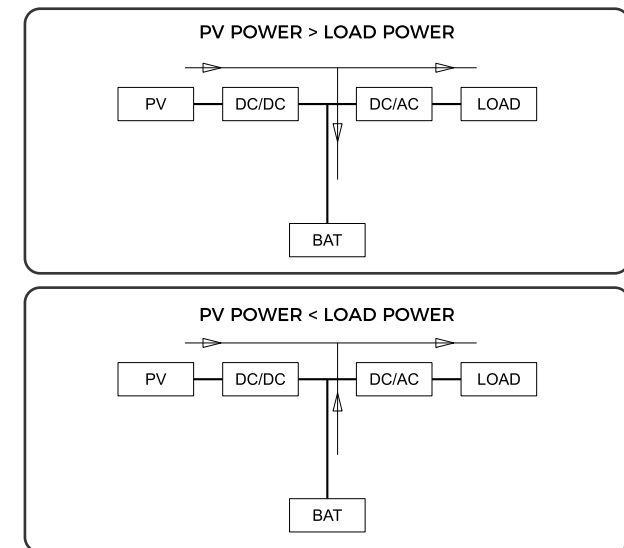 PV POWER > LOAD POWER
PV DC/DC DC/AC LOAD
BAT
PV POWER < LOAD POWER
PV DC/DC DC/AC LOAD
BAT